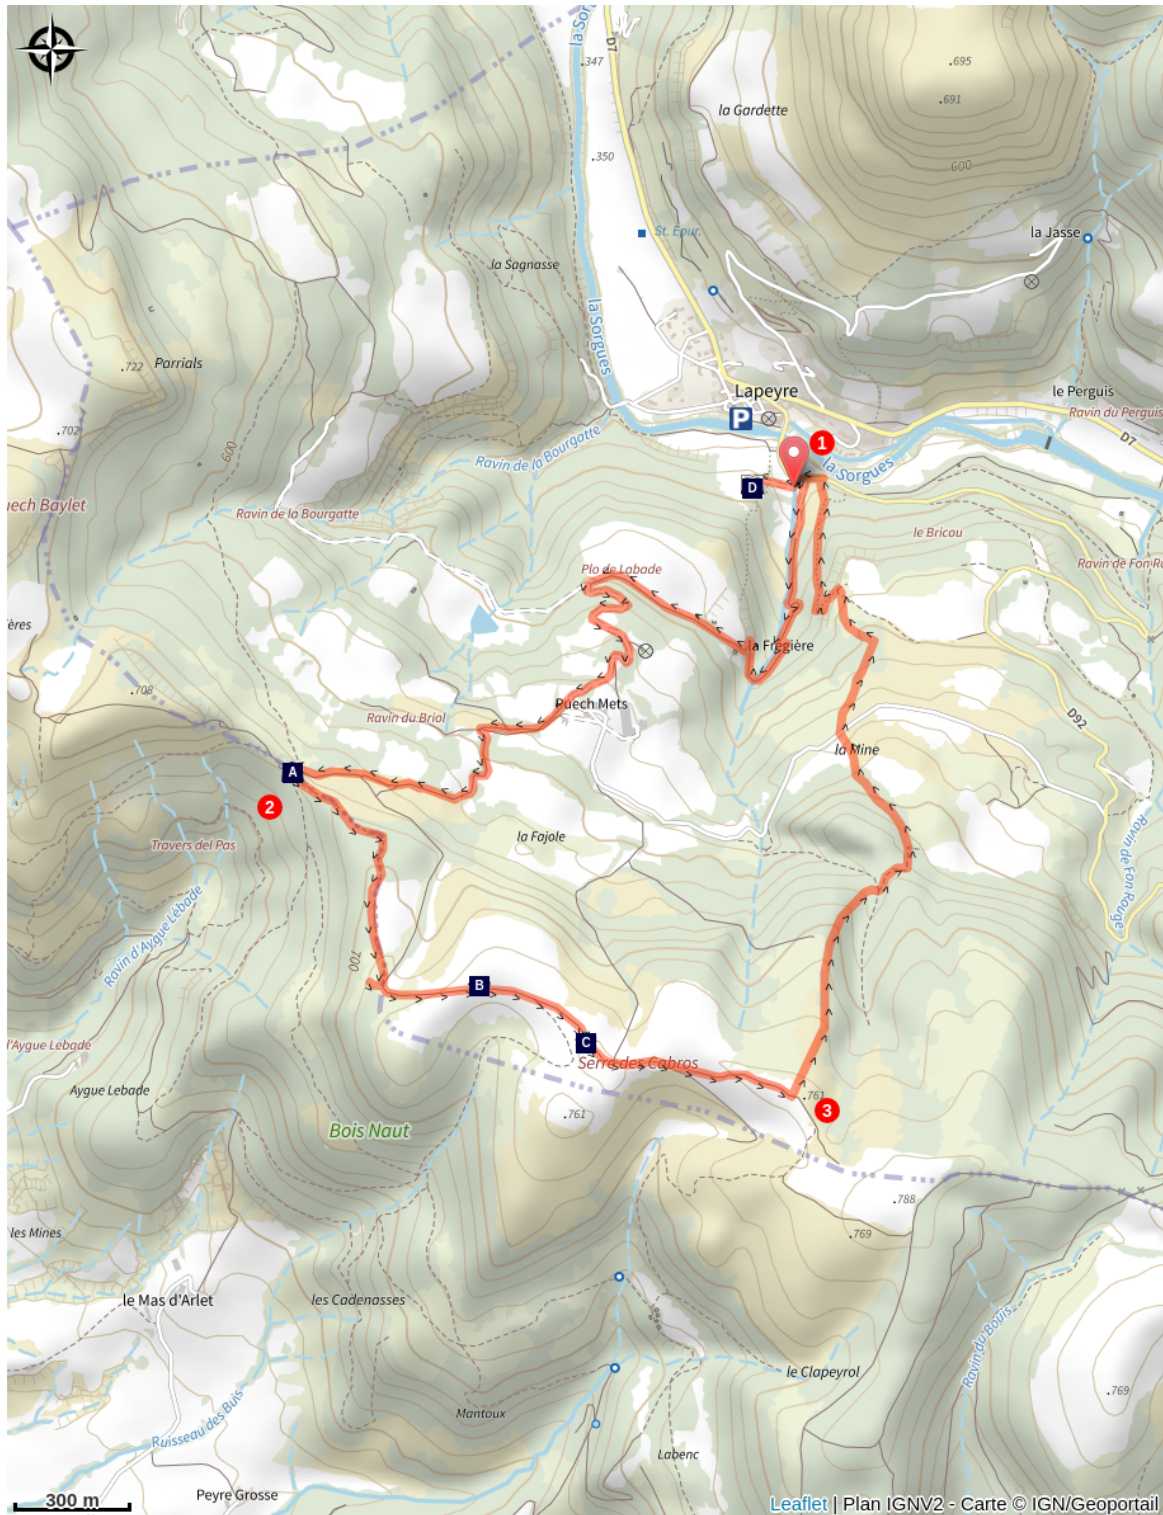 la Sor
D7
.347
.695
.691
la Gardette
.350
600
St. Épur.
la Jasse
la Sagnasse
la Sorgues
.722
Parrials
Lapeyre
le Perguis
Ravin du Perguis
P
D7
.702
600
1
Ravin de la Bourgatte
la Sorgues
D
uech Baylet
Ravin de la Bourgatte
le Bricou
Plo de Labade
Ravin de Fon Ro
ères
la Frégière
.708
Puech Mets
Ravin du Briol
D92
la Mine
A
2
la Fajole
Travers del Pas
Ravin de Fon Rouge
Ravin d'Aygue Lebade
700
B
C
d'Aygue Lebade
Serre des Cabros
Aygue Lebade
.761
3
.761
Bois Naut
.788
les Mines
.769
le Mas d'Arlet
les Cadenasses
Ravin du Bouis
le Clapeyrol
.769
Mantoux
Ruisseau des Buis
Labenc
Peyre Grosse
300 m
Leaflet | Plan IGNV2 - Carte © IGN/Geoportail